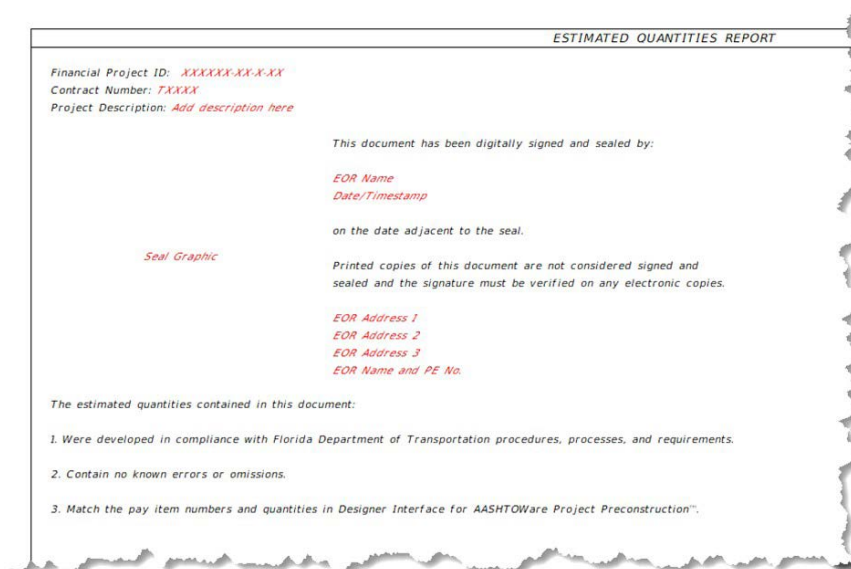 ESTIMATED QUANTITIES REPORT
Financial Project ID: XXXXXX-XX-X-XX
Contract Number: TXXXX
Project Description: Add description here
This document has been digitally signed and sealed by:
EOR Name
Date/Timestamp
on the date adjacent to the seal.
Seal Graphic
Printed copies of this document are not considered signed and
sealed and the signature must be verified on any electronic copies.
EOR Address 1
EOR Address 2
EOR Address 3
EOR Name and PE No.
The estimated quantities contained in this document:
1. Were developed in compliance with Florida Department of Transportation procedures, processes, and requirements.
2. Contain no known errors or omissions.
3. Match the pay item numbers and quantities in Designer Interface for AASHTOWare Project Preconstruction™.